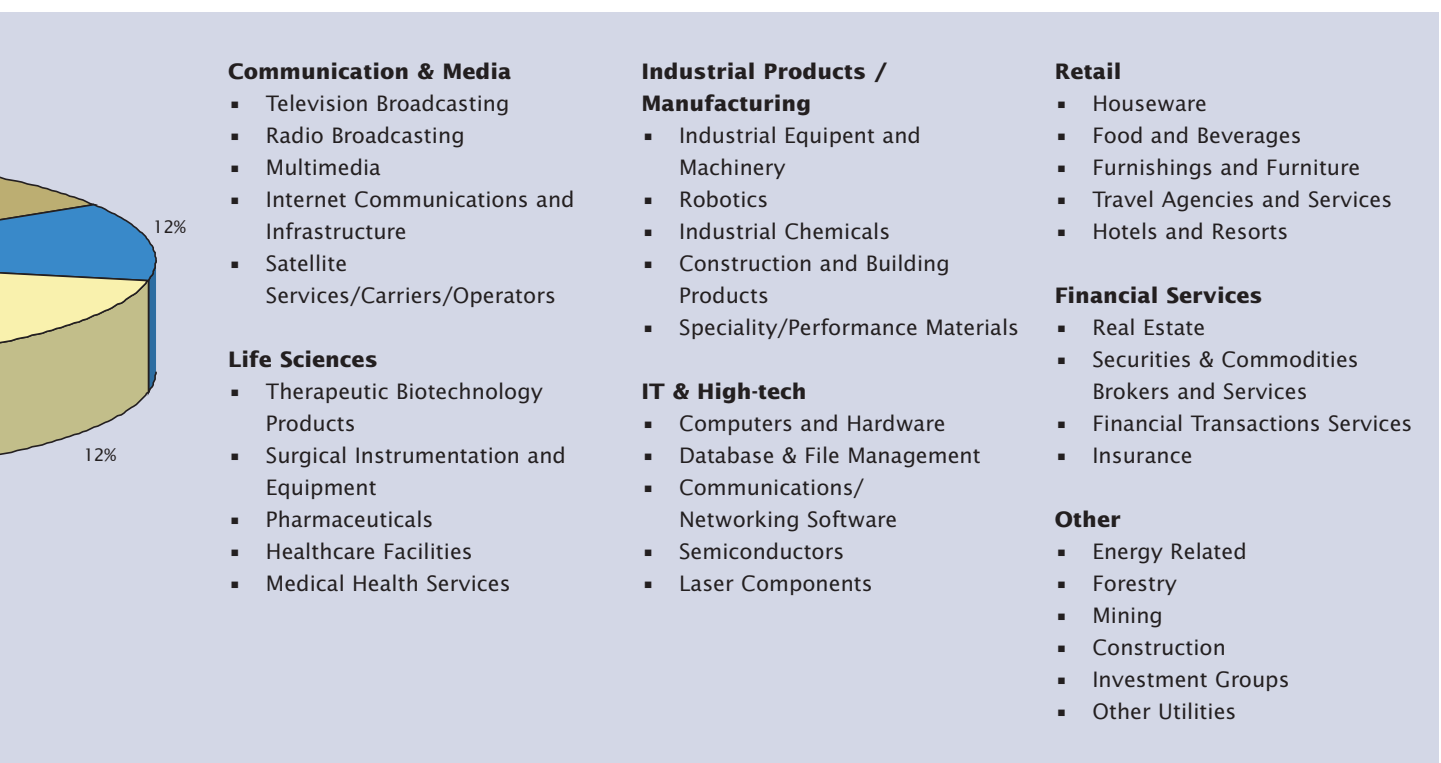 12%
12%
Communication & Media
▪ Television Broadcasting
▪ Radio Broadcasting
▪ Multimedia
▪ Internet Communications and
Infrastructure
▪ Satellite
Services/Carriers/Operators
Life Sciences
▪ Therapeutic Biotechnology
Products
▪ Surgical Instrumentation and
Equipment
▪ Pharmaceuticals
▪ Healthcare Facilities
▪ Medical Health Services
Industrial Products /
Manufacturing
▪ Industrial Equipent and
Machinery
▪ Robotics
▪ Industrial Chemicals
▪ Construction and Building
Products
▪ Speciality/Performance Materials
IT & High-tech
▪ Computers and Hardware
▪ Database & File Management
▪ Communications/
Networking Software
▪ Semiconductors
▪ Laser Components
Retail
▪ Houseware
▪ Food and Beverages
▪ Furnishings and Furniture
▪ Travel Agencies and Services
▪ Hotels and Resorts
Financial Services
▪ Real Estate
▪ Securities & Commodities
Brokers and Services
▪ Financial Transactions Services
▪ Insurance
Other
▪ Energy Related
▪ Forestry
▪ Mining
▪ Construction
▪ Investment Groups
▪ Other Utilities